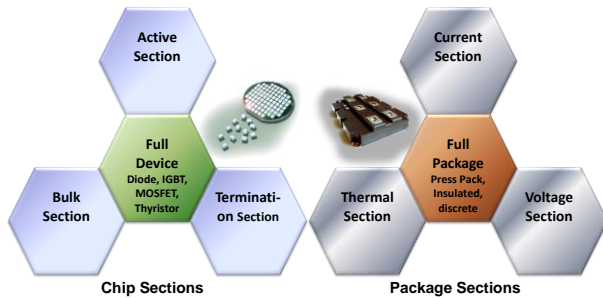 Active
Section
Full
Device
Diode, IGBT,
MOSFET,
Thyristor
Bulk
Section
Terminati-
on Section
Chip Sections
Current
Section
Full
Package
Press Pack,
Insulated,
discrete
Thermal
Section
Voltage
Section
Package Sections